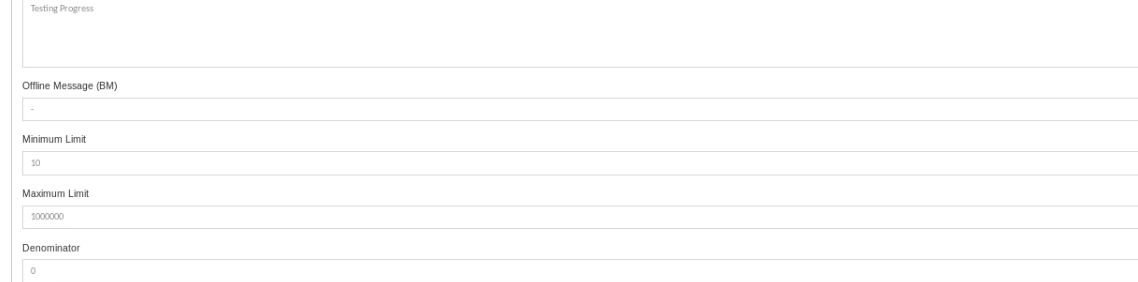 Testing Progress
Offline Message (BM)
-
Minimum Limit
10
Maximum Limit
1000000
Denominator
0